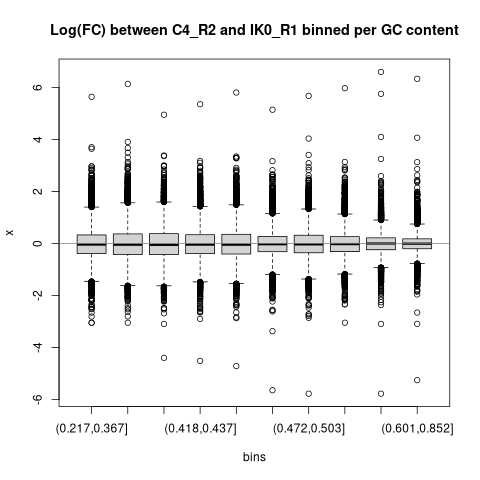 Log(FC) between C4_R2 and IK0_R1 binned per GC content
6
4
2
0
-2
-4
-6
x
(0.217,0.367] (0.418,0.437] (0.472,0.503] (0.601,0.852]
bins